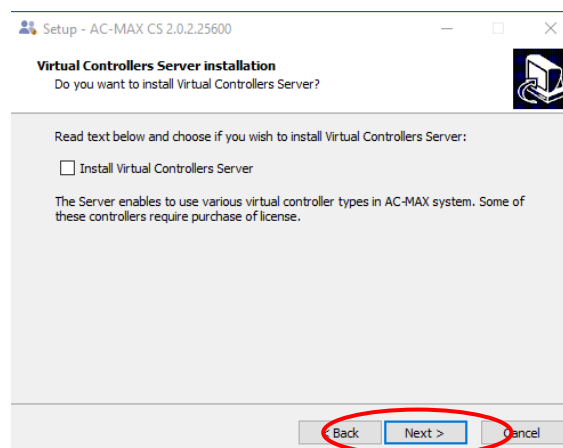 Setup - AC-MAX CS 2.0.2.25600
Virtual Controllers Server installation
Do you want to install Virtual Controllers Server?
Read text below and choose if you wish to install Virtual Controllers Server:
Install Virtual Controllers Server
The Server enables to use various virtual controller types in AC-MAX system. Some of
these controllers require purchase of license.
< Back Next > Cancel